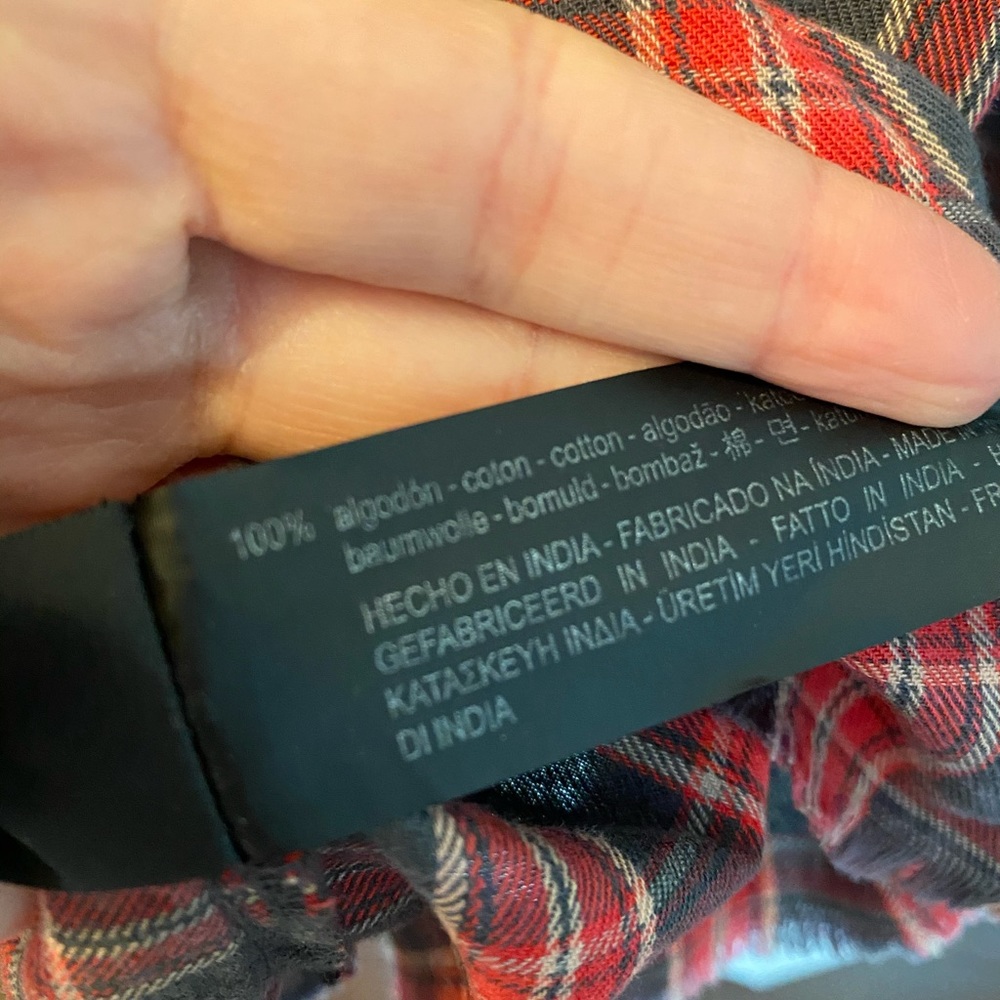 100% algodón - coton - cotton - algodão -
baumwolle - bomuld - bombaž - 棉 - 면 -
HECHO EN INDIA - FABRICADO NA ÍNDIA - MADE IN
GEFABRICEERD IN INDIA - FATTO IN INDIA -
ΚΑΤΑΣΚΕΥΗ ΙΝΔΙΑ - ÜRETİM YERİ HİNDİSTAN -
DI INDIA